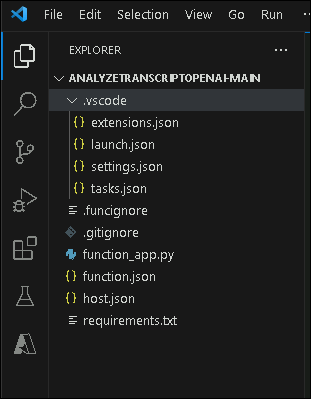 File Edit Selection View Go Run
EXPLORER
ANALYZETRANSCRIPTOPENAI-MAIN
.vscode
{} extensions.json
{} launch.json
{} settings.json
{} tasks.json
.funcignore
.gitignore
function_app.py
{} function.json
{} host.json
requirements.txt